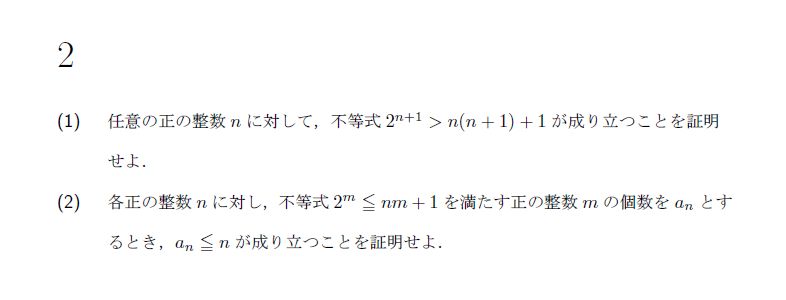 2
(1) 任意の正の整数 n に対して，不等式 2^{n+1} > n(n + 1) + 1 が成り立つことを証明
せよ．
(2) 各正の整数 n に対し，不等式 2^m ≦ nm + 1 を満たす正の整数 m の個数を a_n とす
るとき，a_n ≦ n が成り立つことを証明せよ．